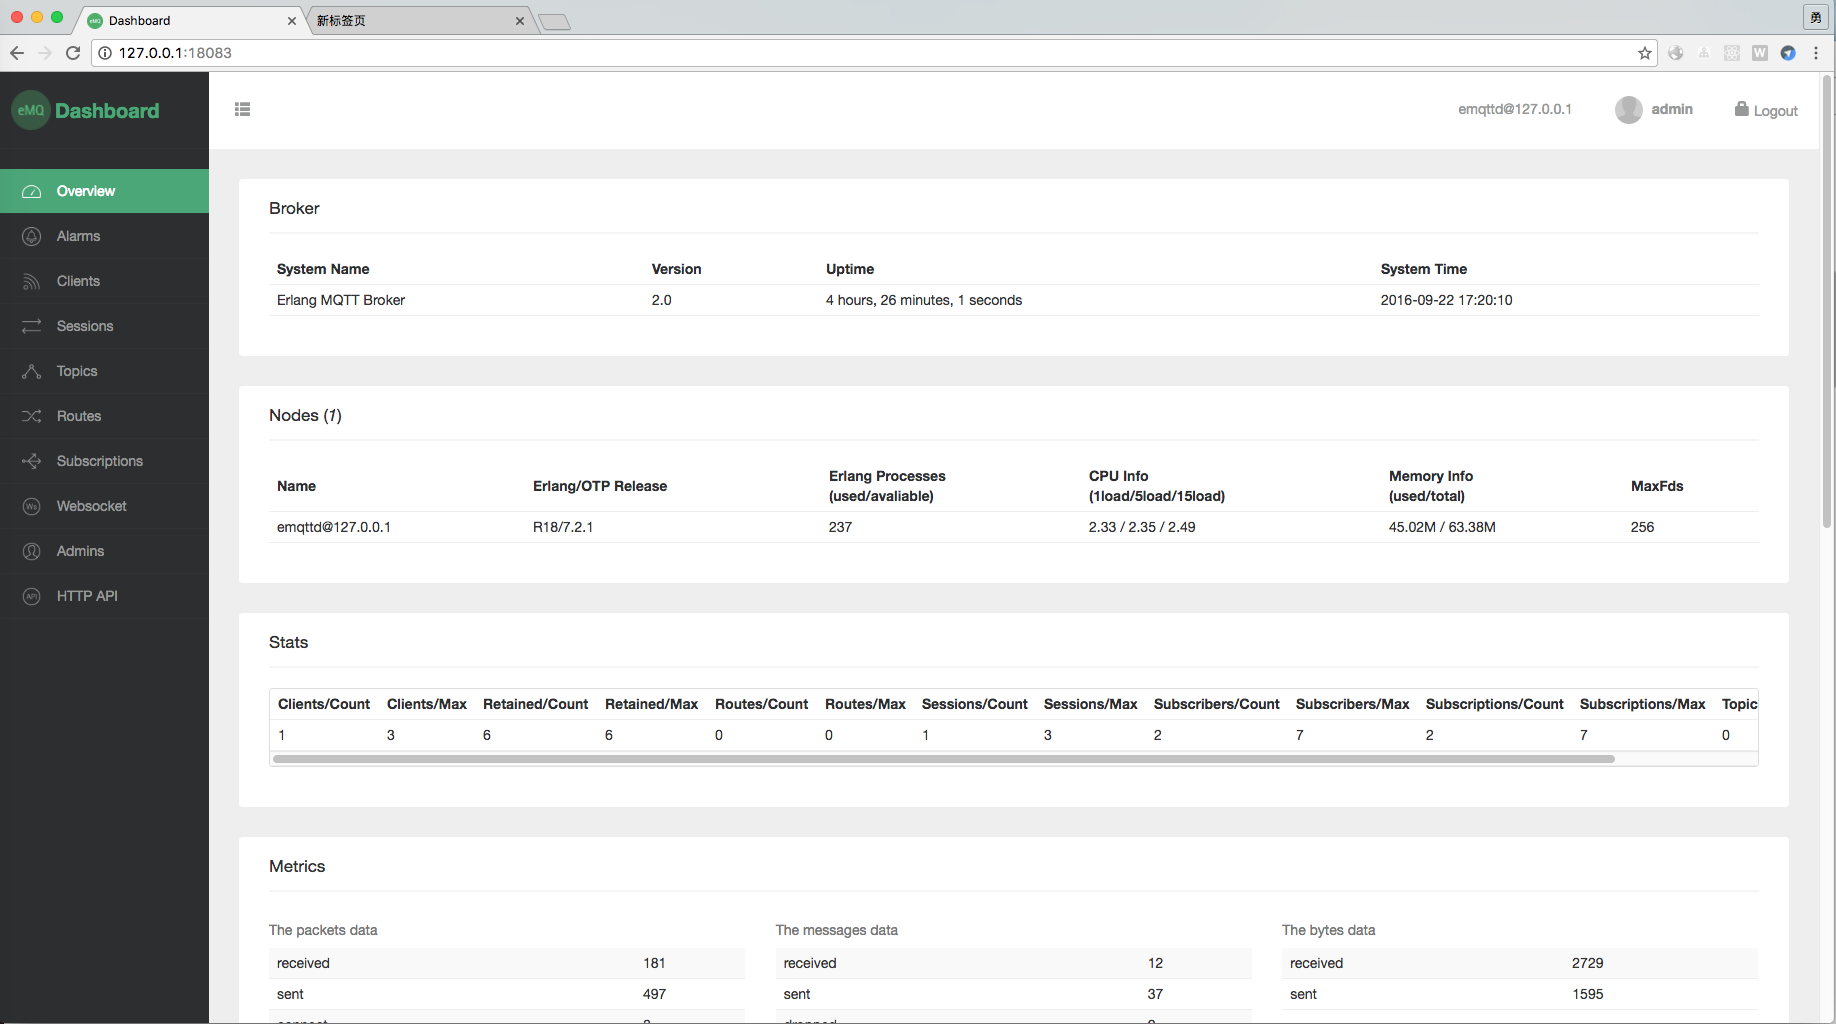 Dashboard
新标签页
勇
127.0.0.1:18083
W
eMQ Dashboard
emqttd@127.0.0.1
admin
Logout
Overview
Alarms
Clients
Sessions
Topics
Routes
Subscriptions
Ws Websocket
Admins
API HTTP API
Broker
System Name Version Uptime System Time
Erlang MQTT Broker 2.0 4 hours, 26 minutes, 1 seconds 2016-09-22 17:20:10
Nodes (1)
Name Erlang/OTP Release Erlang Processes (used/avaliable) CPU Info (1load/5load/15load) Memory Info (used/total) MaxFds
emqttd@127.0.0.1 R18/7.2.1 237 2.33 / 2.35 / 2.49 45.02M / 63.38M 256
Stats
Clients/Count Clients/Max Retained/Count Retained/Max Routes/Count Routes/Max Sessions/Count Sessions/Max Subscribers/Count Subscribers/Max Subscriptions/Count Subscriptions/Max Topic
1 3 6 6 0 0 1 3 2 7 2 7 0
Metrics
The packets data
received 181
sent 497
The messages data
received 12
sent 37
The bytes data
received 2729
sent 1595